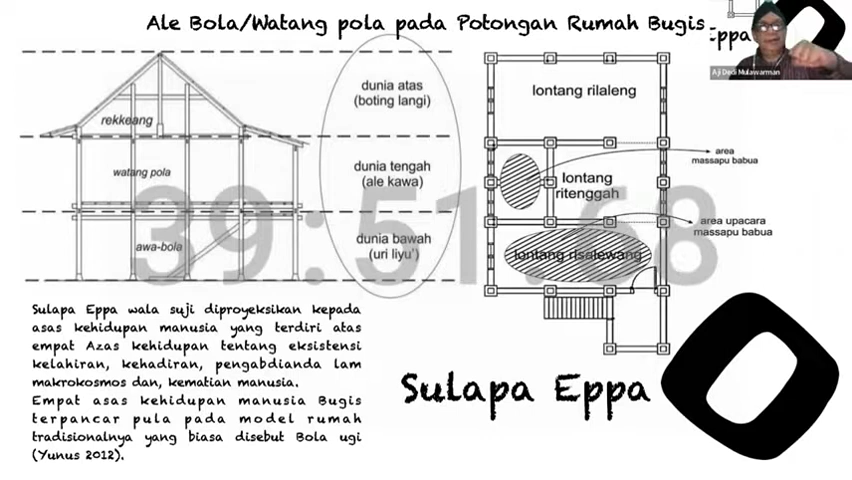 Ale Bola/Watang pola pada Potongan Rumah Bugis
Eppa
Aji Dedi Mulawarman
dunia atas
(boting langi)
rekkeang
watang pola
dunia tengah
(ale kawa)
awa-bola
dunia bawah
(uri liyu')
lontang rilaleng
area
massapu babua
lontang
ritenggah
area upacara
massapu babua
lontang risalewang
39:51.68
Sulapa Eppa wala suji diproyeksikan kepada
asas kehidupan manusia yang terdiri atas
empat Azas kehidupan tentang eksistensi
kelahiran, kehadiran, pengabdianda lam
makrokosmos dan, kematian manusia.
Empat asas kehidupan manusia Bugis
terpancar pula pada model rumah
tradisionalnya yang biasa disebut Bola ugi
(Yunus 2012).
Sulapa Eppa